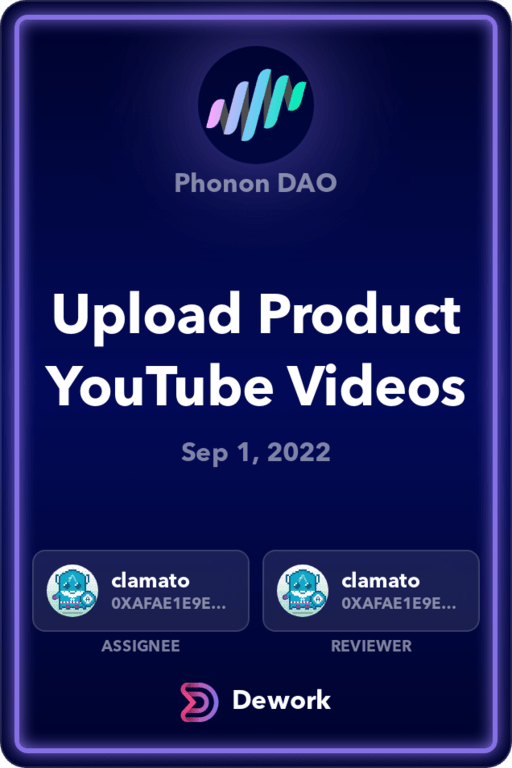 Phonon DAO
Upload Product
YouTube Videos
Sep 1, 2022
clamato
0XAFAE1E9E...
ASSIGNEE
clamato
0XAFAE1E9E...
REVIEWER
Dework